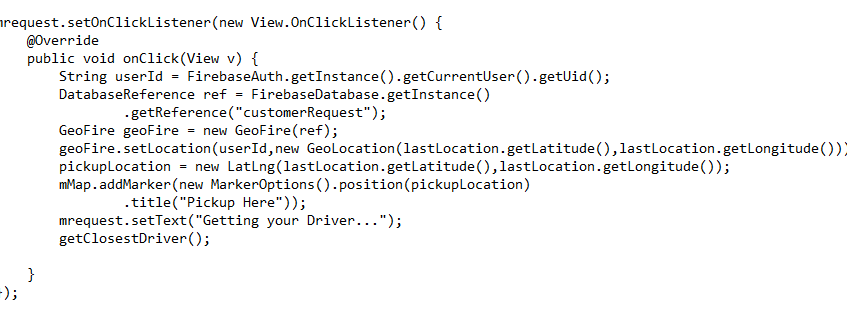 mrequest.setOnClickListener(new View.OnClickListener() {
@Override
public void onClick(View v) {
String userId = FirebaseAuth.getInstance().getCurrentUser().getUid();
DatabaseReference ref = FirebaseDatabase.getInstance()
.getReference("customerRequest");
GeoFire geoFire = new GeoFire(ref);
geoFire.setLocation(userId,new GeoLocation(lastLocation.getLatitude(),lastLocation.getLongitude()))
pickupLocation = new LatLng(lastLocation.getLatitude(),lastLocation.getLongitude());
mMap.addMarker(new MarkerOptions().position(pickupLocation)
.title("Pickup Here"));
mrequest.setText("Getting your Driver...");
getClosestDriver();
}
});